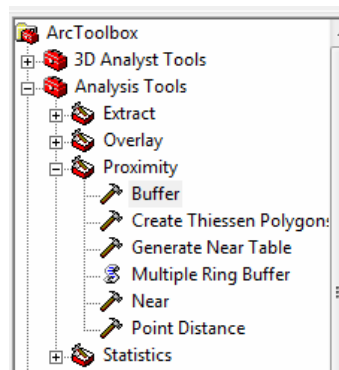 ArcToolbox
3D Analyst Tools
Analysis Tools
Extract
Overlay
Proximity
Buffer
Create Thiessen Polygons
Generate Near Table
Multiple Ring Buffer
Near
Point Distance
Statistics